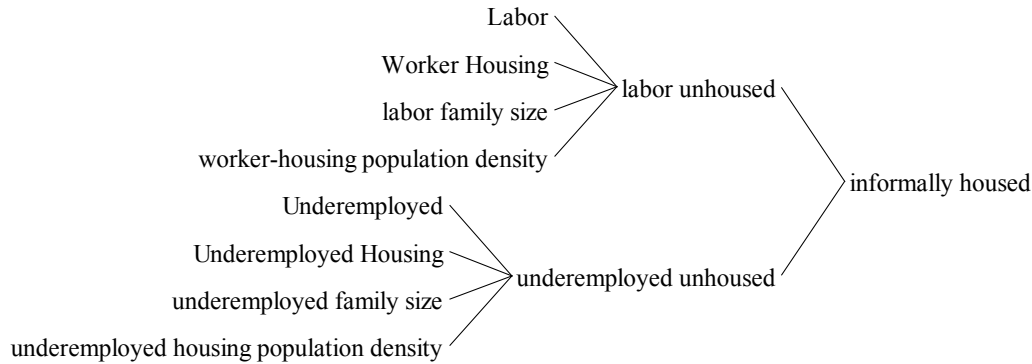 Labor
Worker Housing
labor family size
worker-housing population density
labor unhoused
Underemployed
Underemployed Housing
underemployed family size
underemployed housing population density
underemployed unhoused
informally housed